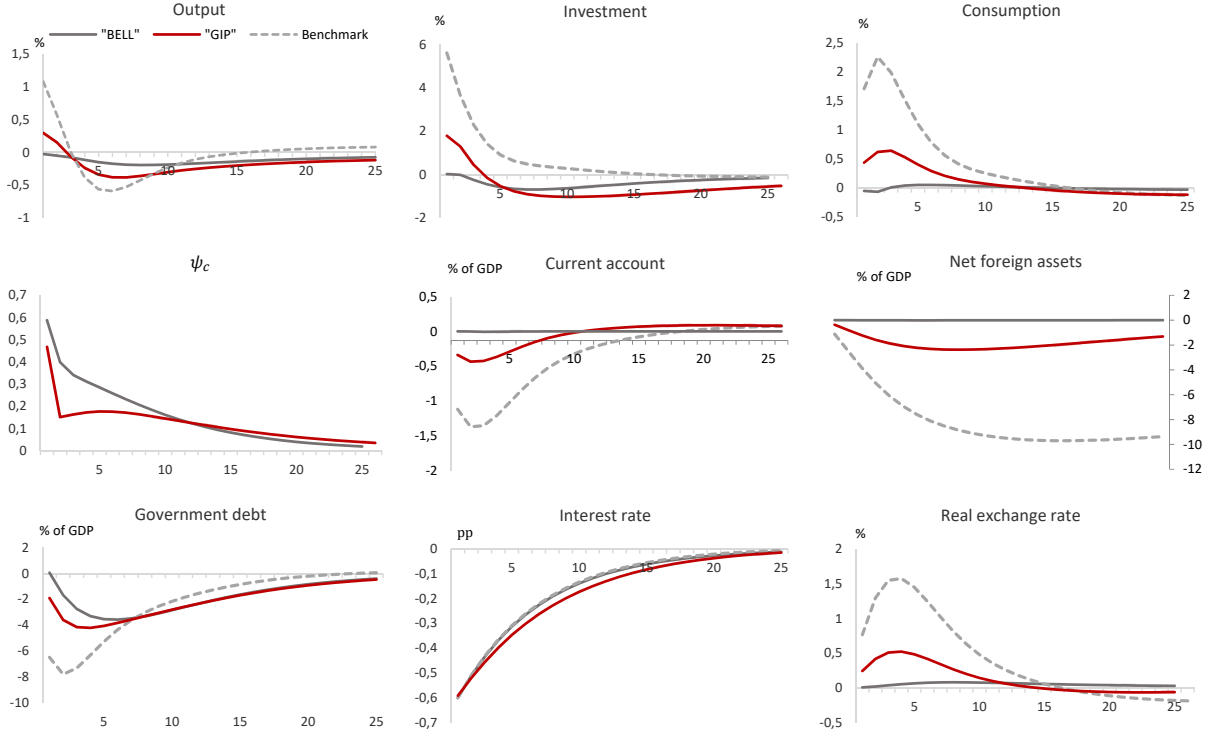 Output
Investment
Consumption
"BELL" "GIP" Benchmark
%
1,5
1
0,5
0
-0,5
-1
5 10 15 20 25
%
6
4
2
0
-2
5 10 15 20 25
%
2,5
2
1,5
1
0,5
0
-0,5
5 10 15 20 25
ψc
0,7
0,6
0,5
0,4
0,3
0,2
0,1
0
5 10 15 20 25
Current account
% of GDP
0,5
0
-0,5
-1
-1,5
-2
5 10 15 20 25
Net foreign assets
% of GDP
2
0
-2
-4
-6
-8
-10
-12
5 10 15 20 25
Government debt
% of GDP
2
0
-2
-4
-6
-8
-10
5 10 15 20 25
Interest rate
pp
0
-0,1
-0,2
-0,3
-0,4
-0,5
-0,6
-0,7
5 10 15 20 25
Real exchange rate
%
2
1,5
1
0,5
0
-0,5
5 10 15 20 25